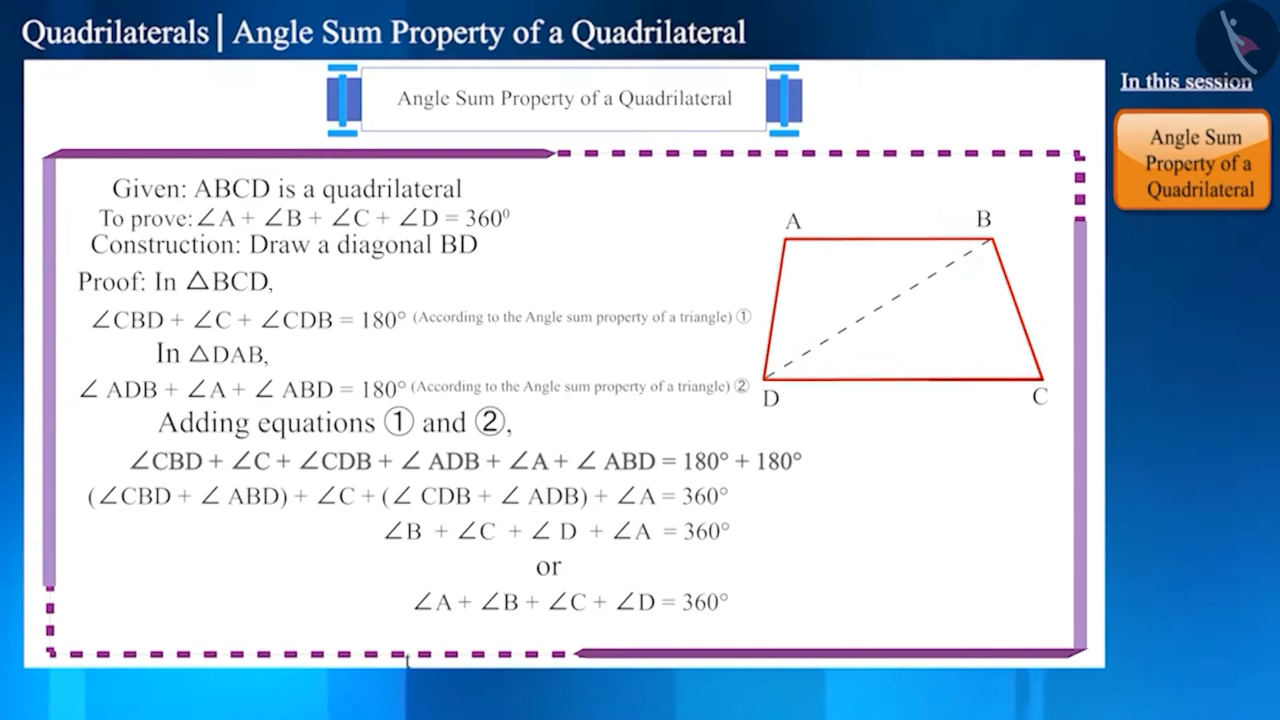 Quadrilaterals | Angle Sum Property of a Quadrilateral
Angle Sum Property of a Quadrilateral
In this session
Angle Sum
Property of a
Quadrilateral
Given: ABCD is a quadrilateral
To prove: ∠A + ∠B + ∠C + ∠D = 360⁰
Construction: Draw a diagonal BD
Proof: In △BCD,
∠CBD + ∠C + ∠CDB = 180° (According to the Angle sum property of a triangle) ①
In △DAB,
∠ ADB + ∠A + ∠ ABD = 180° (According to the Angle sum property of a triangle) ②
Adding equations ① and ②,
∠CBD + ∠C + ∠CDB + ∠ ADB + ∠A + ∠ ABD = 180° + 180°
(∠CBD + ∠ ABD) + ∠C + (∠ CDB + ∠ ADB) + ∠A = 360°
∠B + ∠C + ∠ D + ∠A = 360°
or
∠A + ∠B + ∠C + ∠D = 360°
A B
D C